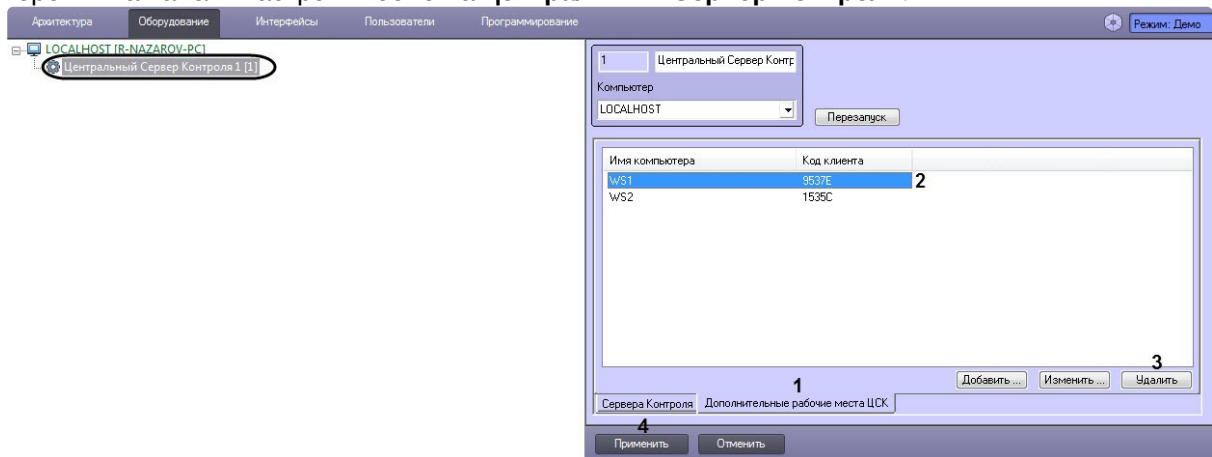 Архитектура Оборудование Интерфейсы Пользователи Программирование Режим: Демо
LOCALHOST [R-NAZAROV-PC]
Центральный Сервер Контроля 1 [1]
1 Центральный Сервер Контр
Компьютер
LOCALHOST
Перезапуск
Имя компьютера Код клиента
WS1 9537E 2
WS2 1535C
3
Добавить ... Изменить ... Удалить
1
Сервера Контроля Дополнительные рабочие места ЦСК
4
Применить Отменить